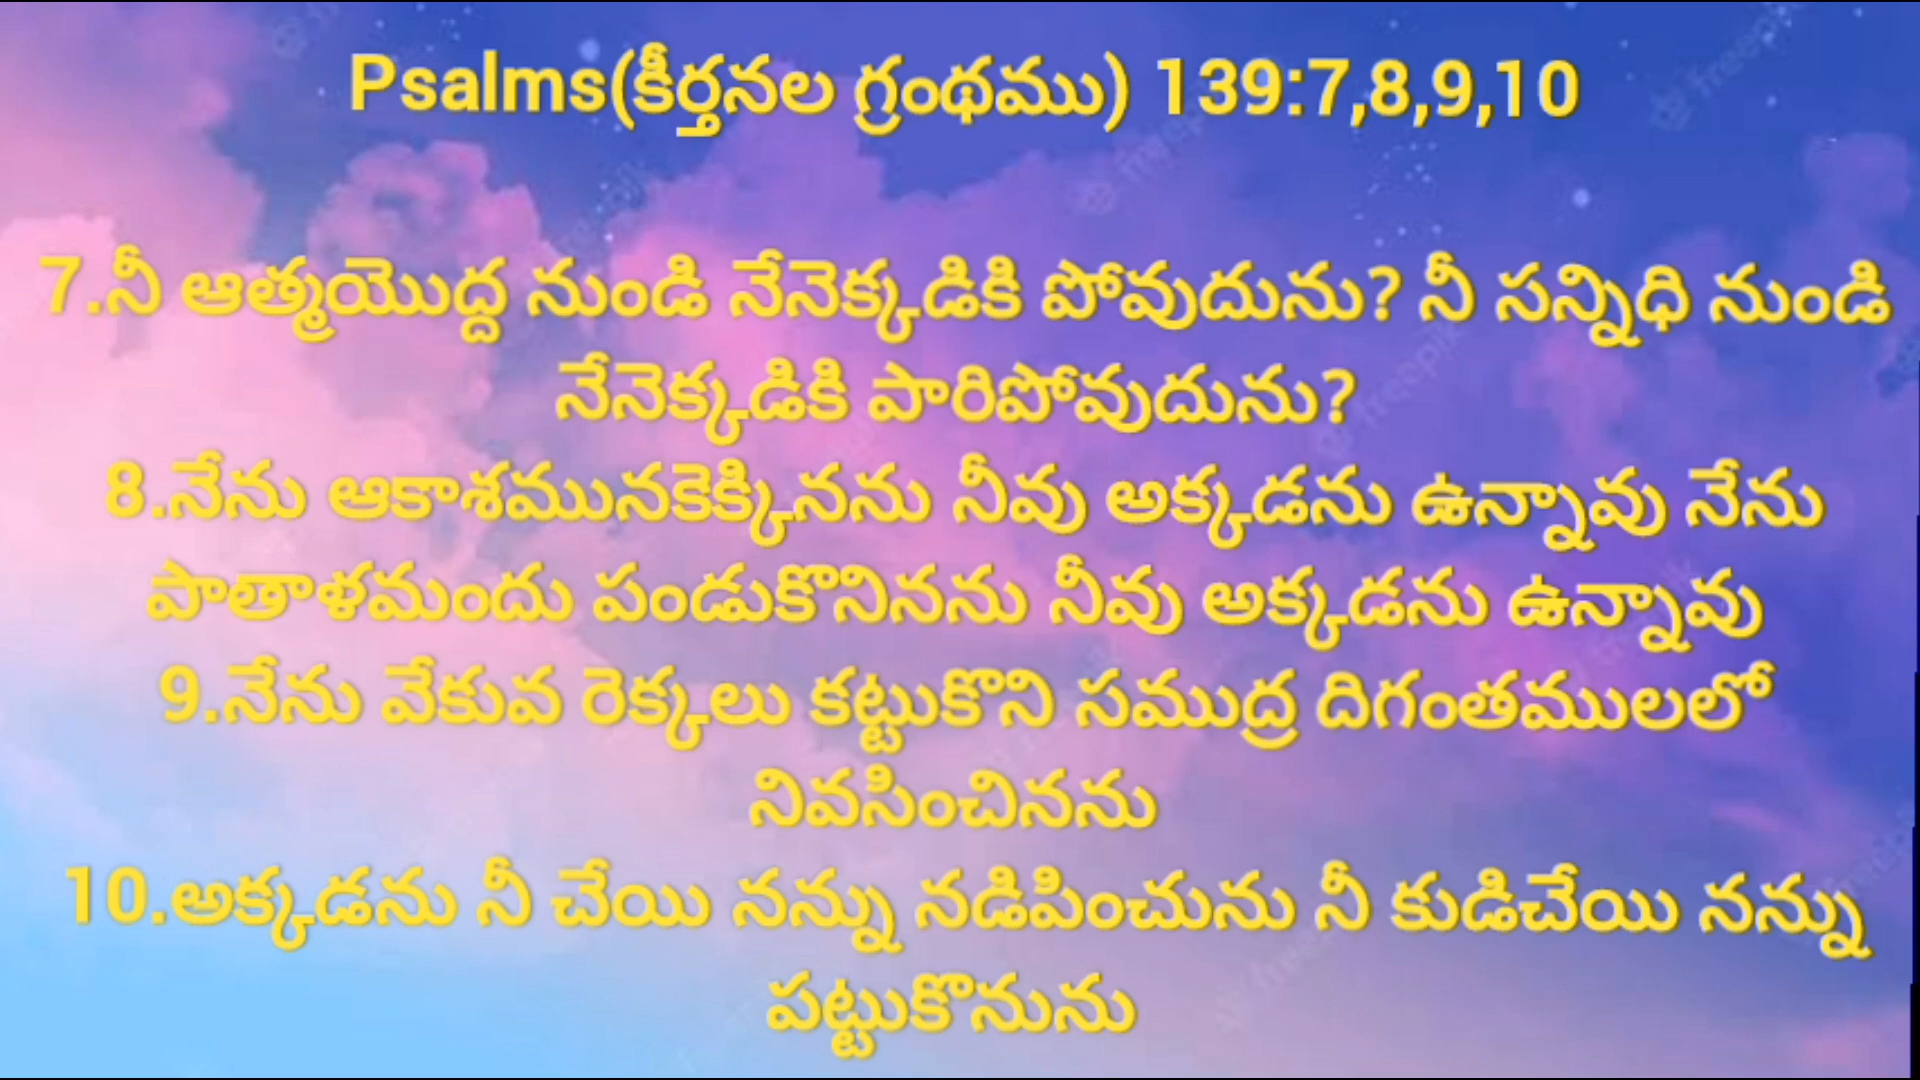 Psalms(కీర్తనల గ్రంథము) 139:7,8,9,10
7.నీ ఆత్మయొద్ద నుండి నేనెక్కడికి పోవుదును? నీ సన్నిధి నుండి
నేనెక్కడికి పారిపోవుదును?
8.నేను ఆకాశమునకెక్కినను నీవు అక్కడను ఉన్నావు నేను
పాతాళమందు పండుకొనినను నీవు అక్కడను ఉన్నావు
9.నేను వేకువ రెక్కలు కట్టుకొని సముద్ర దిగంతములలో
నివసించినను
10.అక్కడను నీ చేయి నన్ను నడిపించును నీ కుడిచేయి నన్ను
పట్టుకొనును